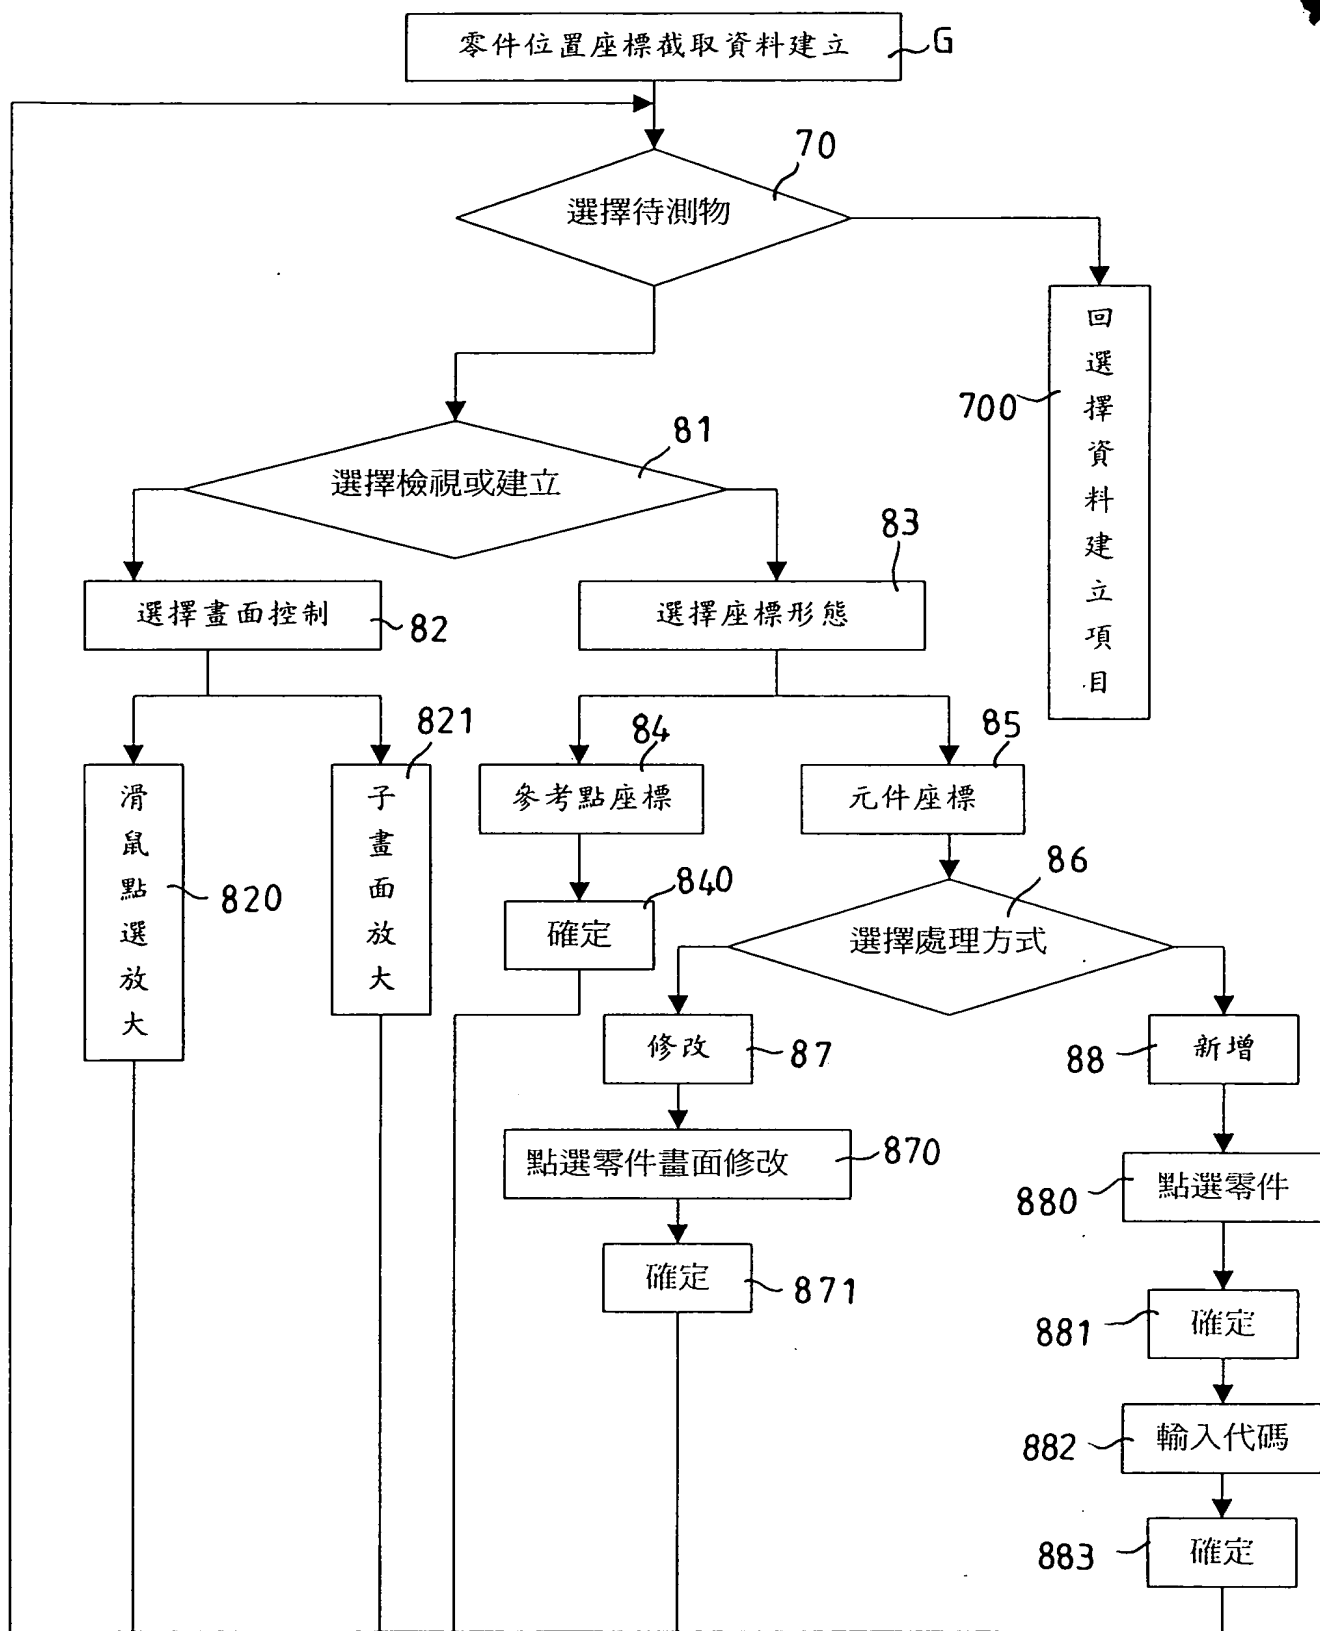 零件位置座標截取資料建立
G
70
選擇待測物
回選擇資料建立項目
700
81
選擇檢視或建立
83
選擇畫面控制
82
選擇座標形態
821
84
85
滑鼠點選放大
820
子畫面放大
參考點座標
元件座標
86
840
確定
選擇處理方式
修改
87
88
新增
點選零件畫面修改
870
880
點選零件
確定
871
881
確定
882
輸入代碼
883
確定